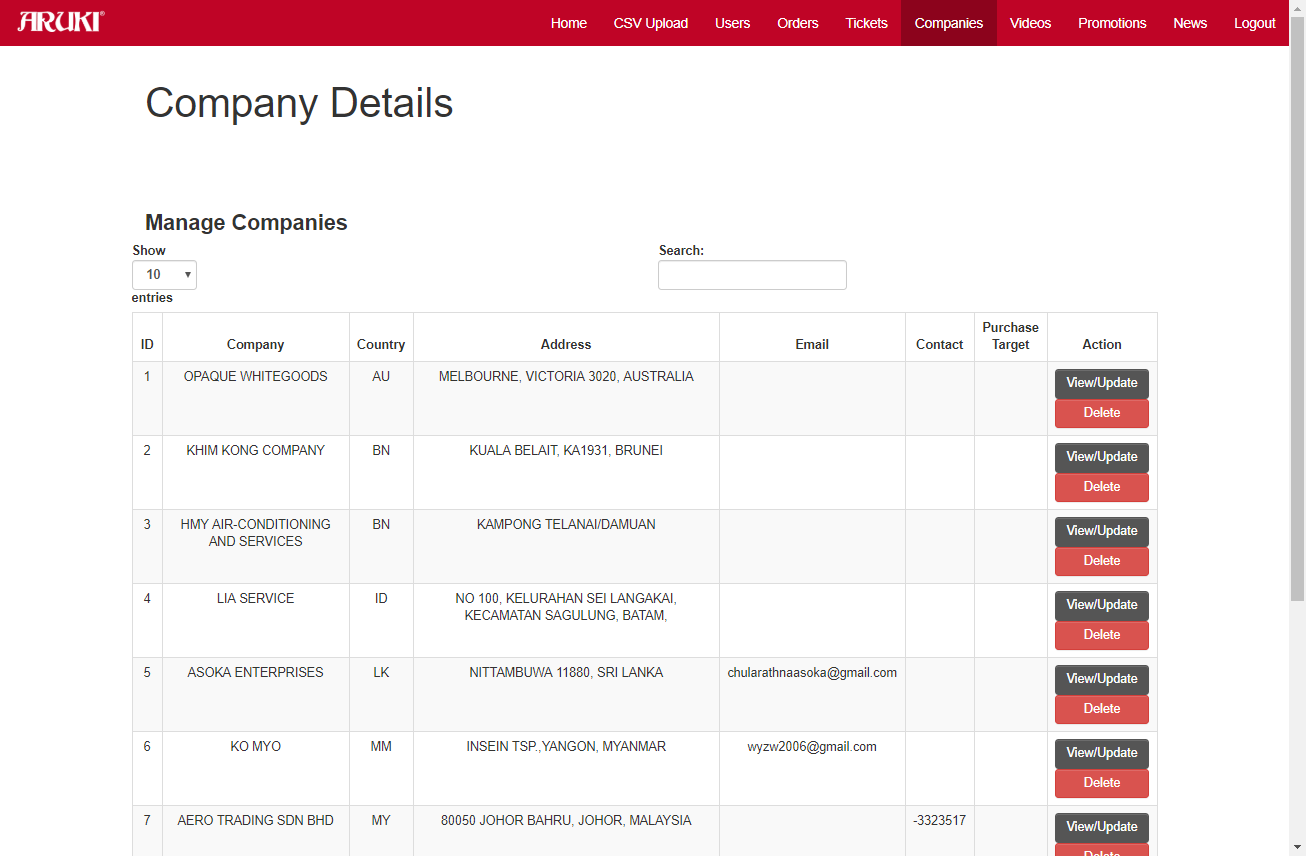 ARUKI®
Home CSV Upload Users Orders Tickets Companies Videos Promotions News Logout
Company Details
Manage Companies
Show
10
entries
Search:
ID Company Country Address Email Contact Purchase Target Action
1 OPAQUE WHITEGOODS AU MELBOURNE, VICTORIA 3020, AUSTRALIA View/Update
Delete
2 KHIM KONG COMPANY BN KUALA BELAIT, KA1931, BRUNEI View/Update
Delete
3 HMY AIR-CONDITIONING BN KAMPONG TELANAI/DAMUAN View/Update
AND SERVICES
Delete
4 LIA SERVICE ID NO 100, KELURAHAN SEI LANGAKAI, View/Update
KECAMATAN SAGULUNG, BATAM,
Delete
5 ASOKA ENTERPRISES LK NITTAMBUWA 11880, SRI LANKA chularathnaasoka@gmail.com View/Update
Delete
6 KO MYO MM INSEIN TSP.,YANGON, MYANMAR wyzw2006@gmail.com View/Update
Delete
7 AERO TRADING SDN BHD MY 80050 JOHOR BAHRU, JOHOR, MALAYSIA -3323517 View/Update
Delete